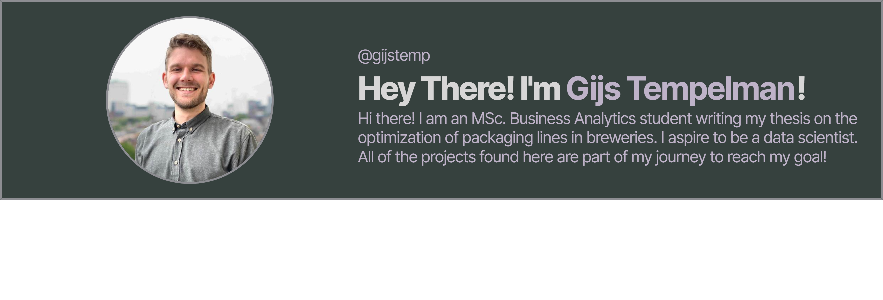 @gijstemp
Hey There! I'm Gijs Tempelman!
Hi there! I am an MSc. Business Analytics student writing my thesis on the
optimization of packaging lines in breweries. I aspire to be a data scientist.
All of the projects found here are part of my journey to reach my goal!